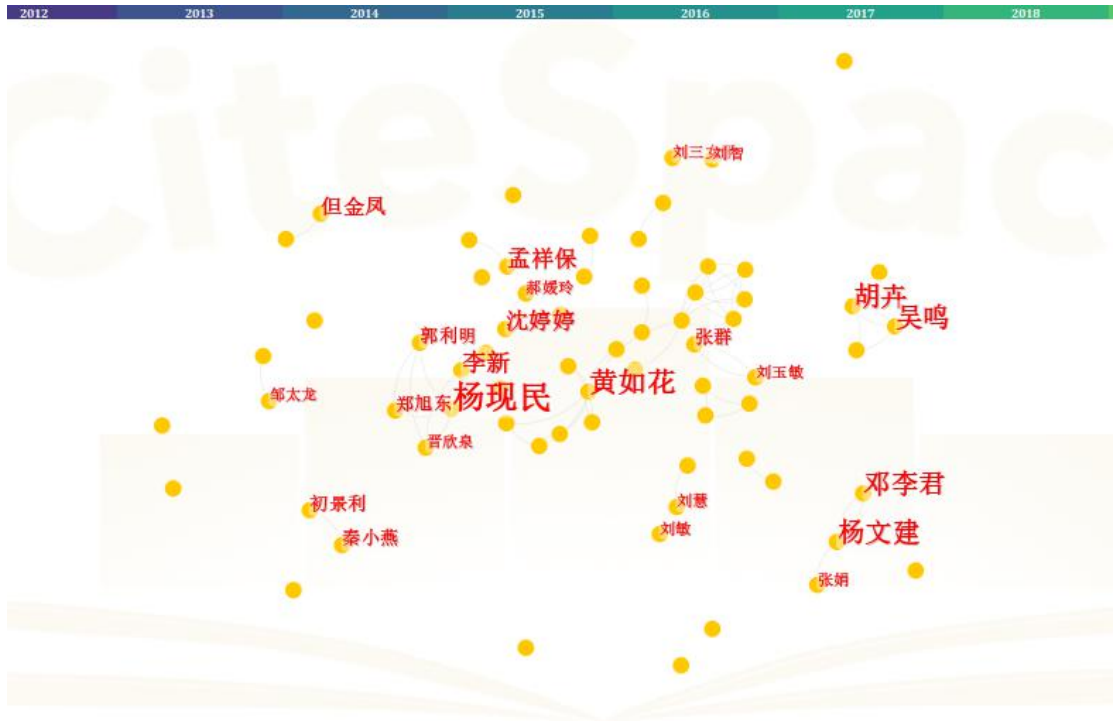 2012 2013 2014 2015 2016 2017 2018
CiteSpac
刘三
刘智
但金凤
孟祥保
郝媛玲
胡卉
吴鸣
沈婷婷
郭利明
张群
李新
刘玉敏
黄如花
杨现民
邹太龙
郑旭东
晋欣泉
邓李君
刘慧
初景利
刘敏
杨文建
秦小燕
张娟